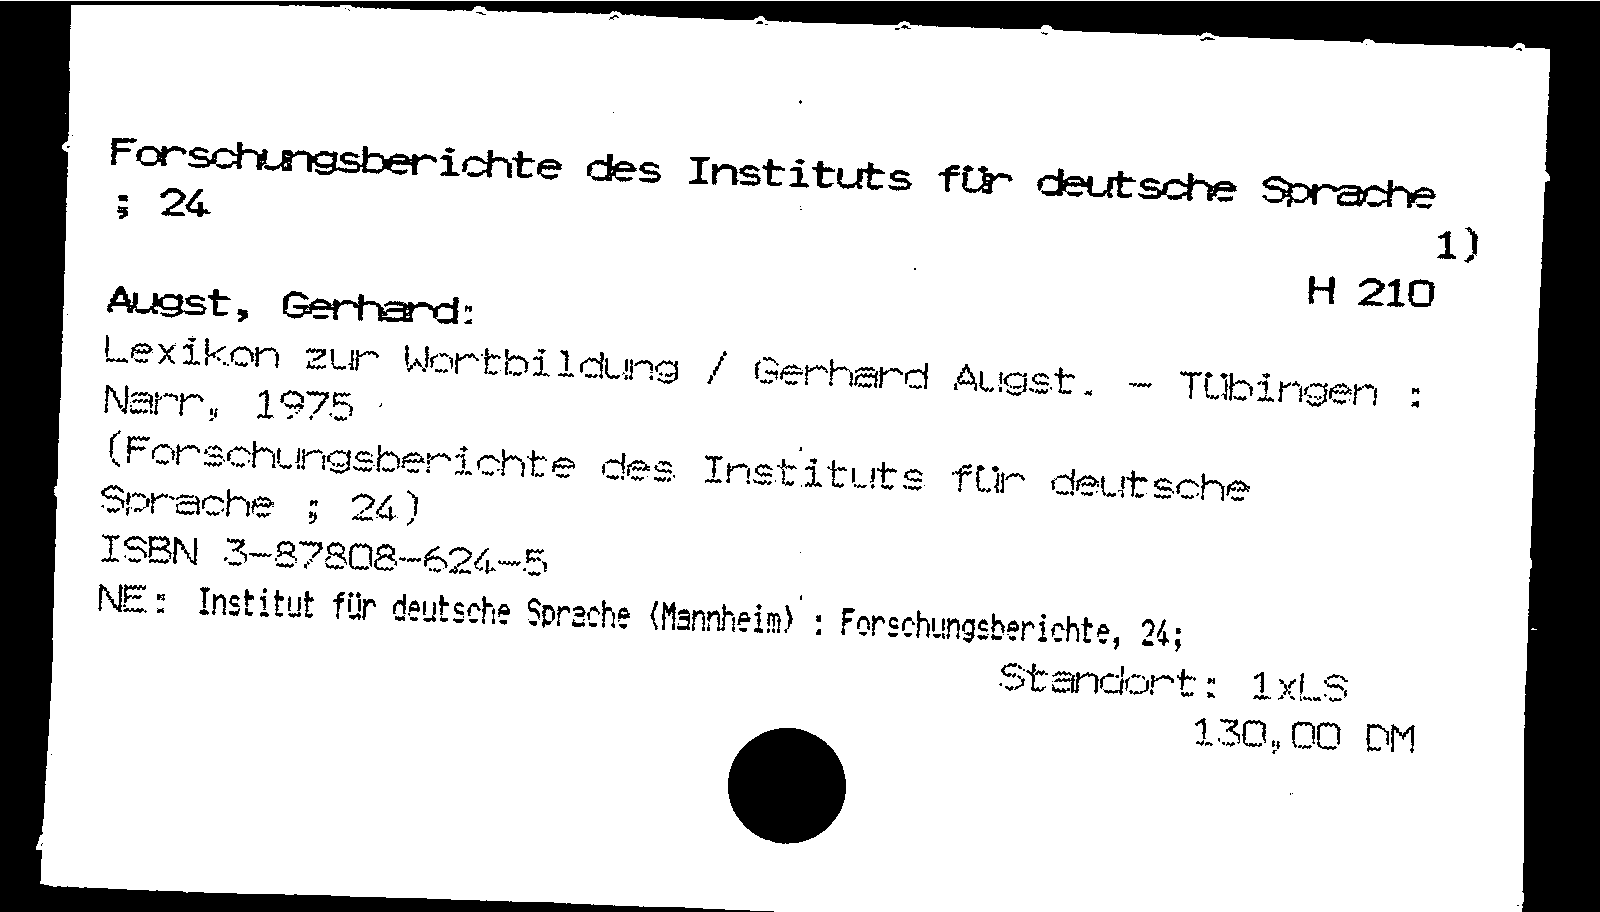 Forschungsberichte des Instituts für deutsche Sprache
; 24
1)
H 210
Augst, Gerhard:
Lexikon zur Wortbildung / Gerhard Augst. - Tübingen :
Narr, 1975
(Forschungsberichte des Instituts für deutsche
Sprache ; 24)
ISBN 3-87808-624-5
NE: Institut für deutsche Sprache (Mannheim) : Forschungsberichte, 24;
Standort: 1xLS
130,00 DM